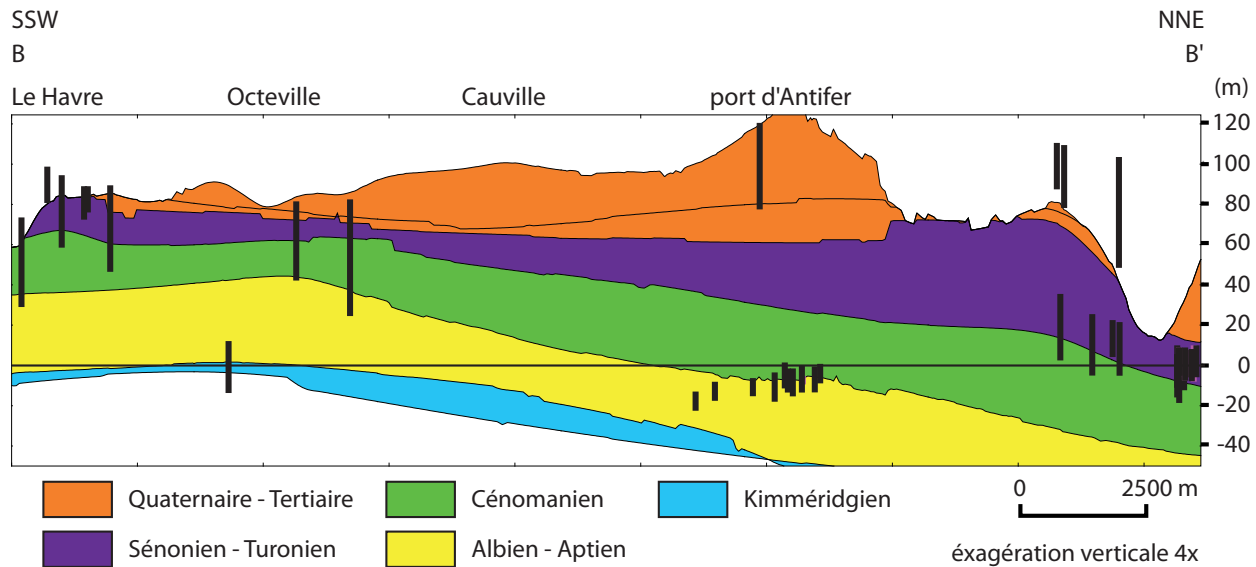 SSW
NNE
B
B'
Le Havre
Octeville
Cauville
port d'Antifer
(m)
120
100
80
60
40
20
0
-20
-40
Quaternaire - Tertiaire
Cénomanien
Kimméridgien
0
2500 m
Sénonien - Turonien
Albien - Aptien
éxagération verticale 4x